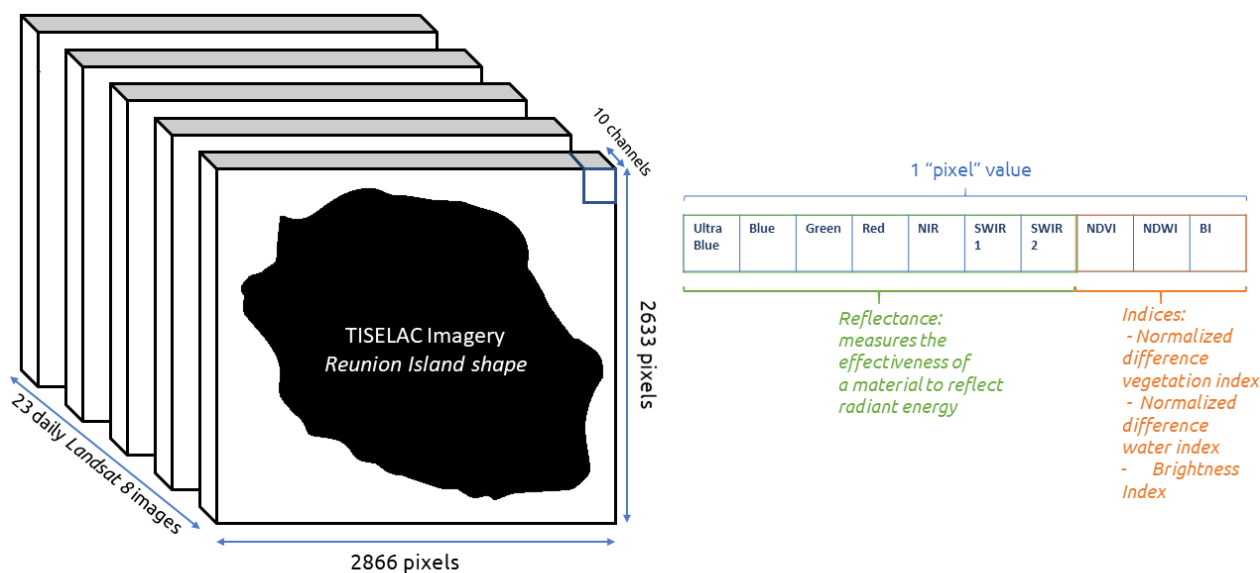 10 channels
TISELAC Imagery
Reunion Island shape
2633 pixels
23 daily Landsat 8 images
2866 pixels
1 “pixel” value
Ultra
Blue
Blue
Green
Red
NIR
SWIR
1
SWIR
2
NDVI
NDWI
BI
Reflectance:
measures the
effectiveness of
a material to reflect
radiant energy
Indices:
- Normalized
difference
vegetation index
- Normalized
difference
water index
- Brightness
Index